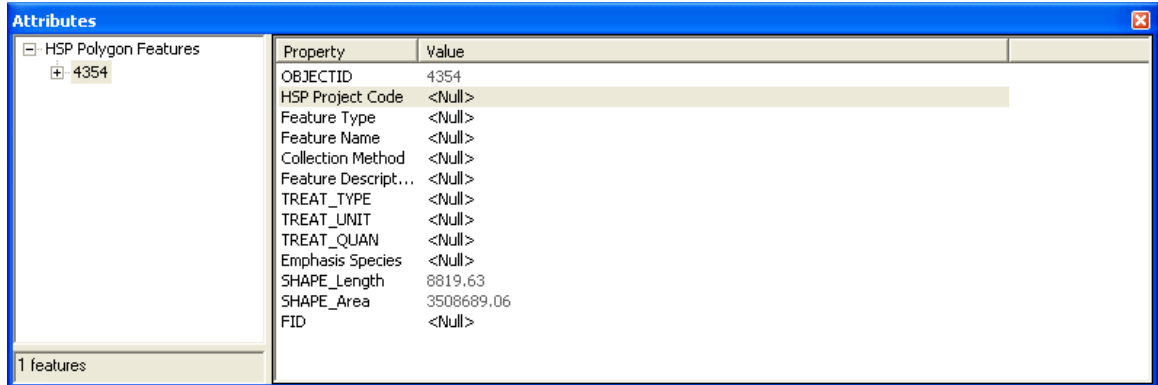 Attributes
HSP Polygon Features
4354
1 features
Property Value
OBJECTID 4354
HSP Project Code <Null>
Feature Type <Null>
Feature Name <Null>
Collection Method <Null>
Feature Descript... <Null>
TREAT_TYPE <Null>
TREAT_UNIT <Null>
TREAT_QUAN <Null>
Emphasis Species <Null>
SHAPE_Length 8819.63
SHAPE_Area 3508689.06
FID <Null>